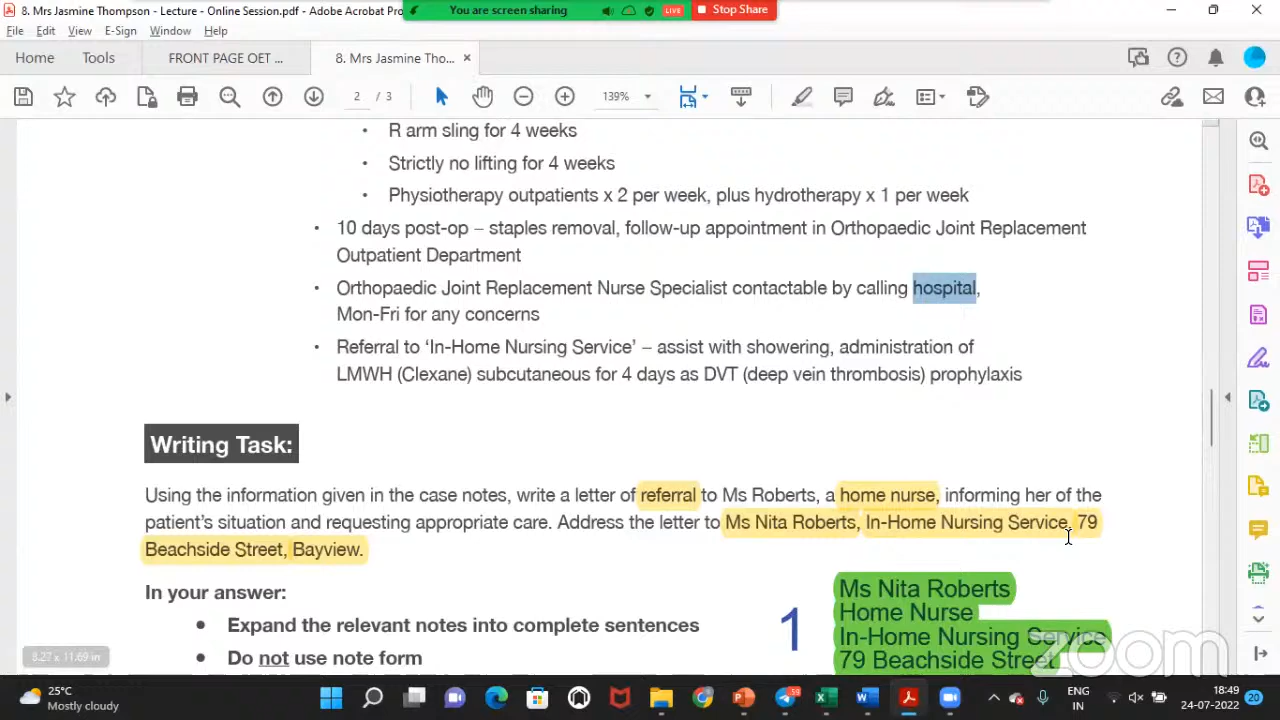 8. Mrs Jasmine Thompson - Lecture - Online Session.pdf - Adobe Acrobat Pro
You are screen sharing
LIVE
Stop Share
File Edit View E-Sign Window Help
Home Tools FRONT PAGE OET ... 8. Mrs Jasmine Tho... ×
2 / 3 139%
• R arm sling for 4 weeks
• Strictly no lifting for 4 weeks
• Physiotherapy outpatients x 2 per week, plus hydrotherapy x 1 per week
• 10 days post-op – staples removal, follow-up appointment in Orthopaedic Joint Replacement
Outpatient Department
• Orthopaedic Joint Replacement Nurse Specialist contactable by calling hospital,
Mon-Fri for any concerns
• Referral to ‘In-Home Nursing Service’ – assist with showering, administration of
LMWH (Clexane) subcutaneous for 4 days as DVT (deep vein thrombosis) prophylaxis
Writing Task:
Using the information given in the case notes, write a letter of referral to Ms Roberts, a home nurse, informing her of the
patient’s situation and requesting appropriate care. Address the letter to Ms Nita Roberts, In-Home Nursing Service, 79
Beachside Street, Bayview.
In your answer:
• Expand the relevant notes into complete sentences
• Do not use note form
1
Ms Nita Roberts
Home Nurse
In-Home Nursing Service
79 Beachside Street
zoom
8.27 x 11.69 in
25°C
Mostly cloudy
59
ENG
IN
18:49
24-07-2022
20